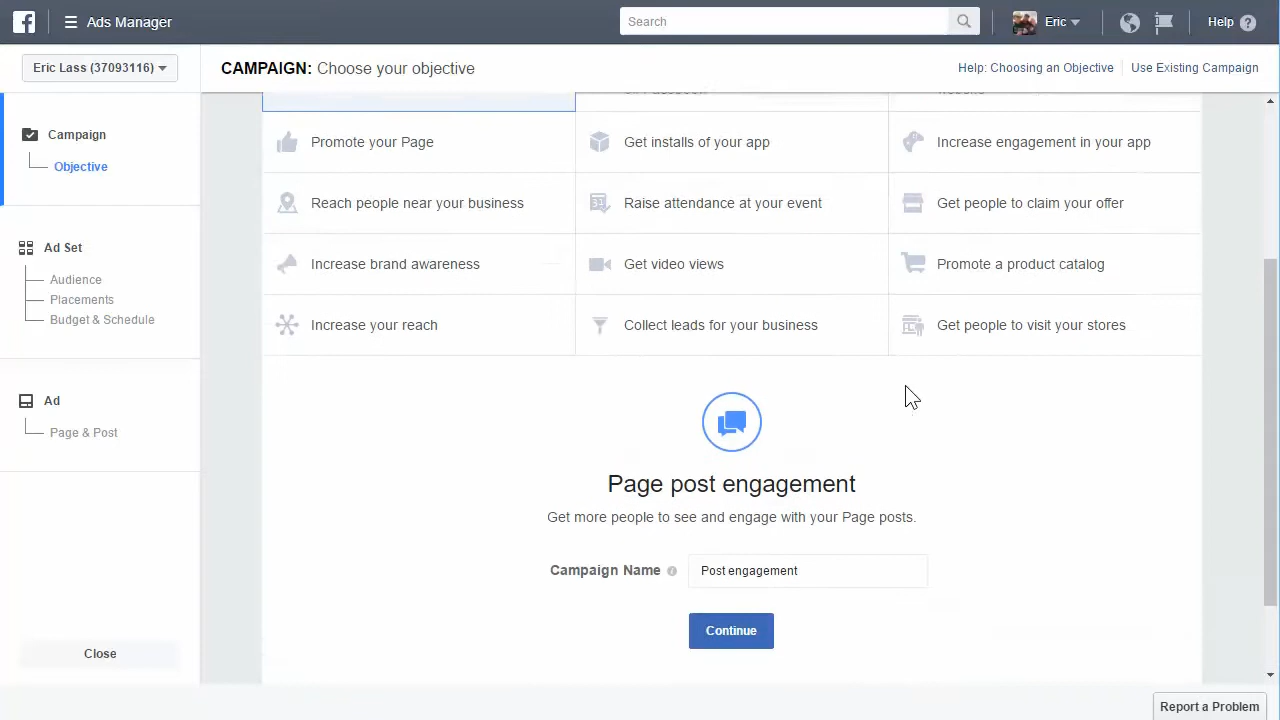 Ads Manager
Search
Eric
Help
Eric Lass (37093116)
CAMPAIGN: Choose your objective
Help: Choosing an Objective
Use Existing Campaign
Campaign
Objective
Ad Set
Audience
Placements
Budget & Schedule
Ad
Page & Post
Close
Promote your Page
Get installs of your app
Increase engagement in your app
Reach people near your business
31
Raise attendance at your event
Get people to claim your offer
Increase brand awareness
Get video views
Promote a product catalog
Increase your reach
Collect leads for your business
Get people to visit your stores
Page post engagement
Get more people to see and engage with your Page posts.
Campaign Name
Post engagement
Continue
Report a Problem